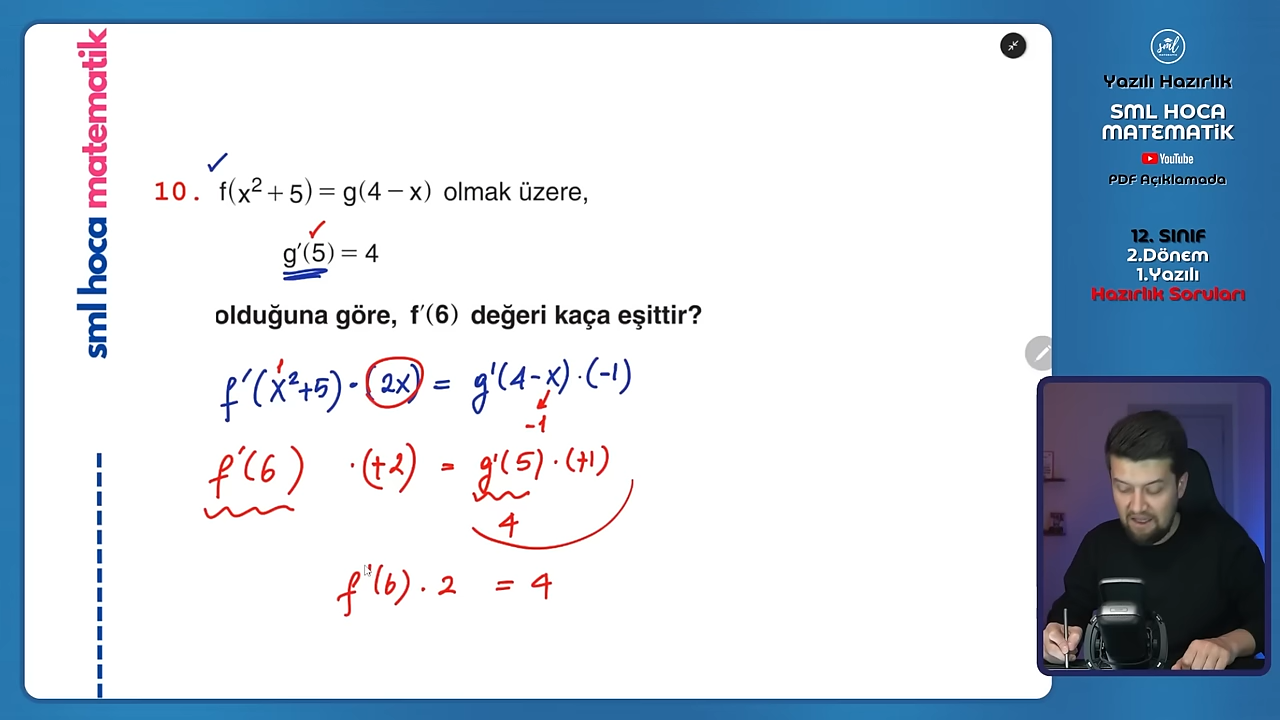 sml hoca matematik
10. f(x² + 5) = g(4 − x) olmak üzere,
g′(5) = 4
olduğuna göre, f′(6) değeri kaça eşittir?
f′(x²+5) · (2x) = g′(4-x) · (-1)
-1
f′(6) · (+2) = g′(5) · (+1)
4
f′(6) · 2 = 4
sml
Yazılı Hazırlık
SML HOCA
MATEMATİK
YouTube
PDF Açıklamada
12. SINIF
2.Dönem
1.Yazılı
Hazırlık Soruları